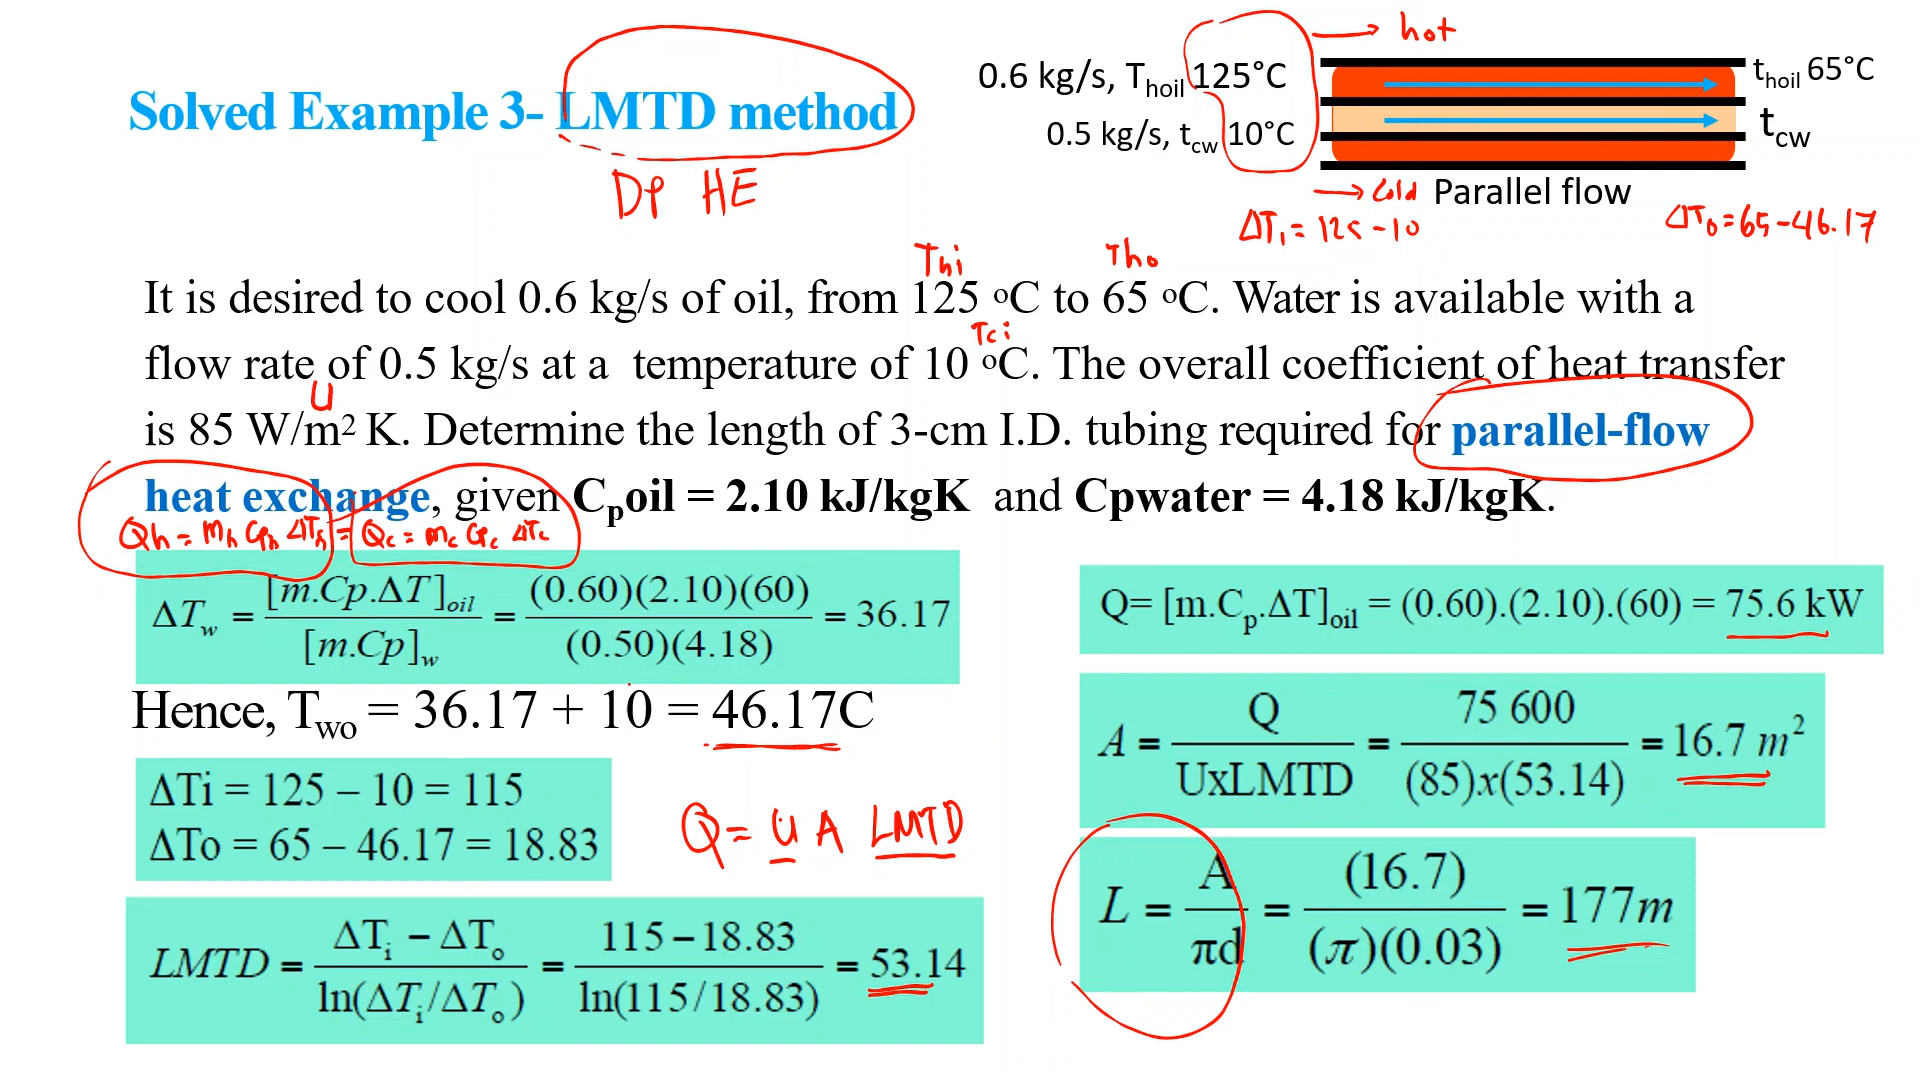 Solved Example 3- LMTD method
DP HE
hot
0.6 kg/s, Thoil 125°C
thoil 65°C
0.5 kg/s, tcw 10°C
tcw
cold
Parallel flow
ΔTi = 125 - 10
ΔTo = 65 - 46.17
Thi
Tho
It is desired to cool 0.6 kg/s of oil, from 125 oC to 65 oC. Water is available with a
Tci
flow rate of 0.5 kg/s at a temperature of 10 oC. The overall coefficient of heat transfer
U
is 85 W/m2 K. Determine the length of 3-cm I.D. tubing required for parallel-flow
heat exchange, given Cpoil = 2.10 kJ/kgK and Cpwater = 4.18 kJ/kgK.
Qh = mh Cph ΔTh = Qc = mc Cpc ΔTc
ΔTw = [m.Cp.ΔT]oil / [m.Cp]w = (0.60)(2.10)(60) / (0.50)(4.18) = 36.17
Hence, Two = 36.17 + 10 = 46.17C
ΔTi = 125 – 10 = 115
ΔTo = 65 – 46.17 = 18.83
Q = U A LMTD
LMTD = ΔTi – ΔTo / ln(ΔTi/ΔTo) = 115 – 18.83 / ln(115/18.83) = 53.14
Q= [m.Cp.ΔT]oil = (0.60).(2.10).(60) = 75.6 kW
A = Q / UxLMTD = 75 600 / (85)x(53.14) = 16.7 m2
L = A / πd = (16.7) / (π)(0.03) = 177m